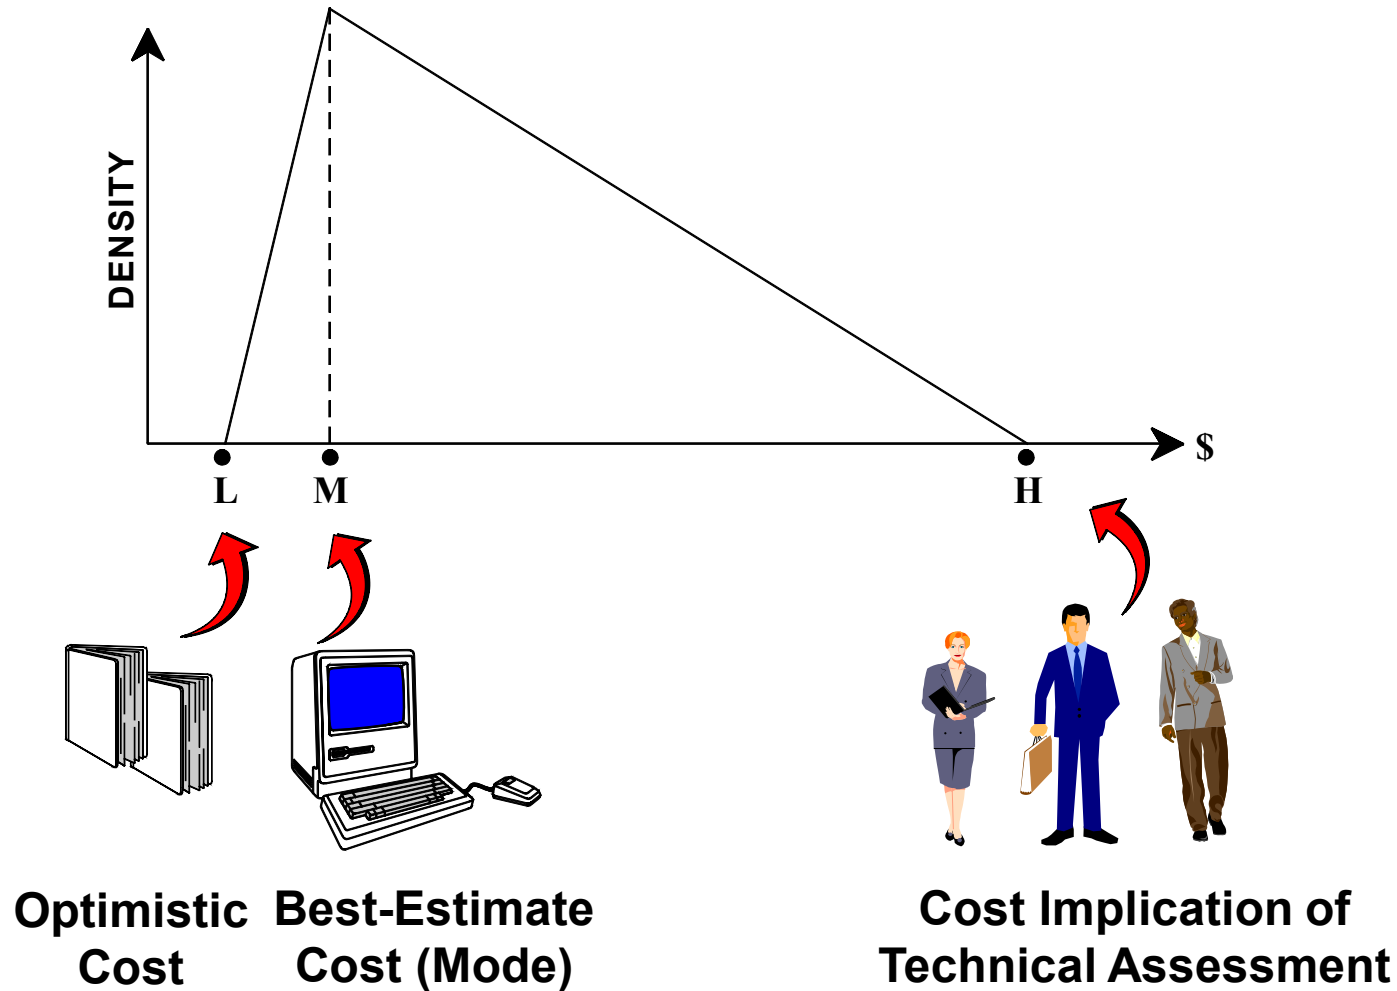 DENSITY
$
L
M
H
Optimistic
Cost
Best-Estimate
Cost (Mode)
Cost Implication of
Technical Assessment